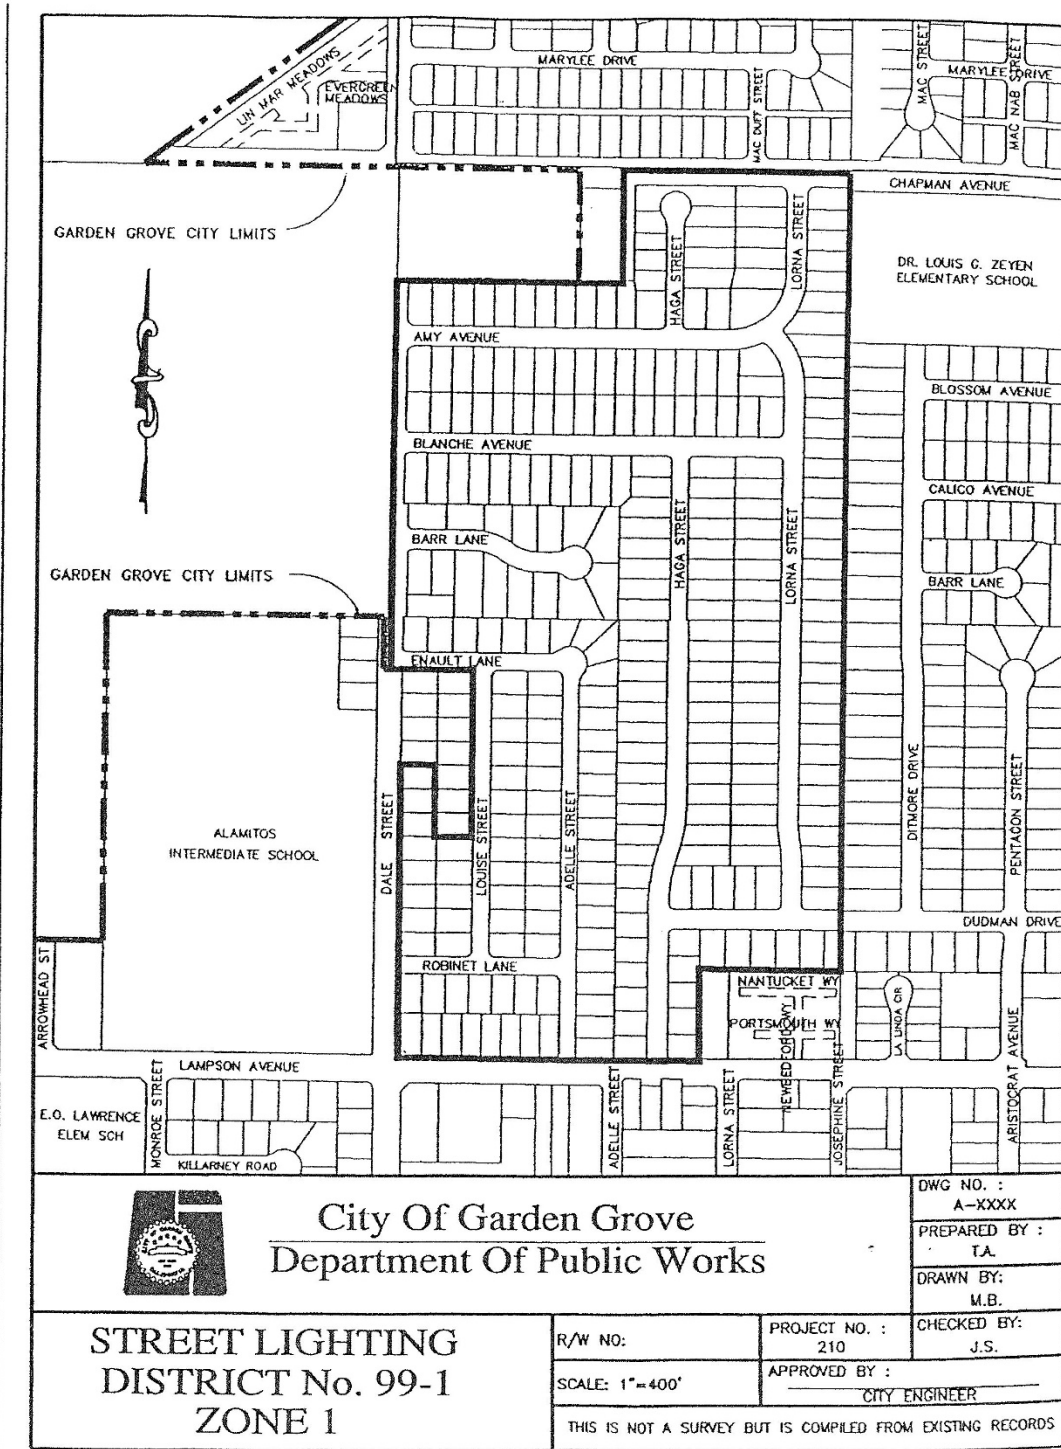 MARYLEE DRIVE
MAC STREET
MARYLEE DRIVE
MAC NAB STREET
MAC DUFF STREET
LIN MAR MEADOWS
EVERGREEN
MEADOWS
CHAPMAN AVENUE
GARDEN GROVE CITY LIMITS
HAGA STREET
LORNA STREET
DR. LOUIS G. ZEYEN
ELEMENTARY SCHOOL
AMY AVENUE
BLOSSOM AVENUE
BLANCHE AVENUE
CALICO AVENUE
HAGA STREET
LORNA STREET
BARR LANE
BARR LANE
GARDEN GROVE CITY LIMITS
ENAULT LANE
DITMORE DRIVE
PENTAGON STREET
ALAMITOS
INTERMEDIATE SCHOOL
DALE STREET
LOUISE STREET
ADELLE STREET
DUDMAN DRIVE
ROBINET LANE
ARROWHEAD ST
NANTUCKET WY
PORTSMOUTH WY
NEWBEDFORD WY
LA LINDA CIR
LAMPSON AVENUE
E.O. LAWRENCE
ELEM SCH
MONROE STREET
KILLARNEY ROAD
ADELLE STREET
LORNA STREET
JOSEPHINE STREET
ARISTOCRAT AVENUE
City Of Garden Grove
Department Of Public Works
DWG NO. :
A-XXXX
PREPARED BY :
T.A.
DRAWN BY:
M.B.
STREET LIGHTING
DISTRICT No. 99-1
ZONE 1
R/W NO:
PROJECT NO. :
210
CHECKED BY:
J.S.
SCALE: 1"=400'
APPROVED BY :
CITY ENGINEER
THIS IS NOT A SURVEY BUT IS COMPILED FROM EXISTING RECORDS